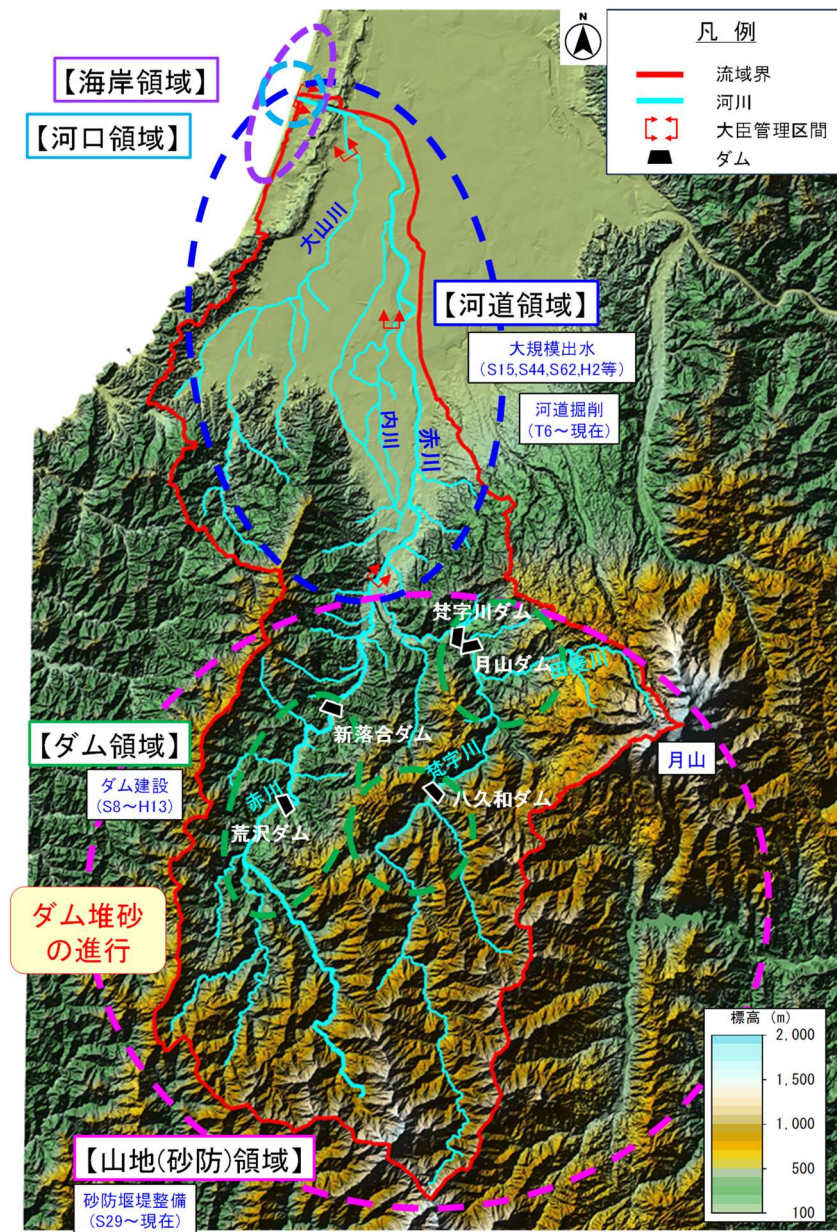 N
凡 例
流域界
河川
大臣管理区間
ダム
【海岸領域】
【河口領域】
大山川
【河道領域】
大規模出水
(S15,S44,S62,H2等)
河道掘削
(T6～現在)
内川
赤川
梵字川ダム
月山ダム
新落合ダム
【ダム領域】
ダム建設
(S8～H13)
月山
梵字川
赤川
八久和ダム
荒沢ダム
ダム堆砂
の進行
標高 (m)
2,000
1,500
1,000
500
100
【山地(砂防)領域】
砂防堰堤整備
(S29～現在)